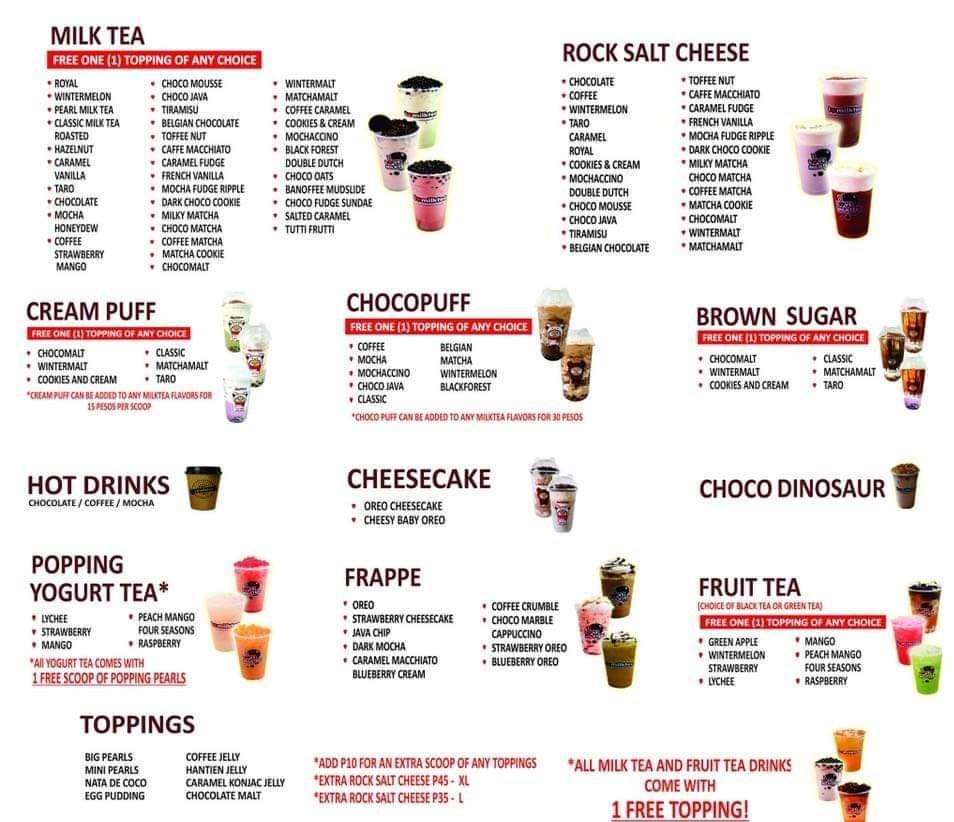 MILK TEA
FREE ONE (1) TOPPING OF ANY CHOICE
ROYAL
WINTERMELON
PEARL MILK TEA
CLASSIC MILK TEA
ROASTED
HAZELNUT
CARAMEL
VANILLA
TARO
CHOCOLATE
MOCHA
HONEYDEW
COFFEE
STRAWBERRY
MANGO
CHOCO MOUSSE
CHOCO JAVA
TIRAMISU
BELGIAN CHOCOLATE
TOFFEE NUT
CAFFE MACCHIATO
CARAMEL FUDGE
FRENCH VANILLA
MOCHA FUDGE RIPPLE
DARK CHOCO COOKIE
MILKY MATCHA
CHOCO MATCHA
COFFEE MATCHA
MATCHA COOKIE
CHOCOMALT
WINTERMALT
MATCHAMALT
COFFEE CARAMEL
COOKIES & CREAM
MOCHACCINO
BLACK FOREST
DOUBLE DUTCH
CHOCO OATS
BANOFFEE MUDSLIDE
CHOCO FUDGE SUNDAE
SALTED CARAMEL
TUTTI FRUTTI
ROCK SALT CHEESE
CHOCOLATE
COFFEE
WINTERMELON
TARO
CARAMEL
ROYAL
COOKIES & CREAM
MOCHACCINO
DOUBLE DUTCH
CHOCO MOUSSE
CHOCO JAVA
TIRAMISU
BELGIAN CHOCOLATE
TOFFEE NUT
CAFFE MACCHIATO
CARAMEL FUDGE
FRENCH VANILLA
MOCHA FUDGE RIPPLE
DARK CHOCO COOKIE
MILKY MATCHA
CHOCO MATCHA
COFFEE MATCHA
MATCHA COOKIE
CHOCOMALT
WINTERMALT
MATCHAMALT
CREAM PUFF
FREE ONE (1) TOPPING OF ANY CHOICE
CHOCOMALT
WINTERMALT
COOKIES AND CREAM
CLASSIC
MATCHAMALT
TARO
*CREAM PUFF CAN BE ADDED TO ANY MILKTEA FLAVORS FOR
15 PESOS PER SCOOP
CHOCOPUFF
FREE ONE (1) TOPPING OF ANY CHOICE
COFFEE
MOCHA
MOCHACCINO
CHOCO JAVA
CLASSIC
BELGIAN
MATCHA
WINTERMELON
BLACKFOREST
*CHOCO PUFF CAN BE ADDED TO ANY MILKTEA FLAVORS FOR 30 PESOS
BROWN SUGAR
FREE ONE (1) TOPPING OF ANY CHOICE
CHOCOMALT
WINTERMALT
COOKIES AND CREAM
CLASSIC
MATCHAMALT
TARO
HOT DRINKS
CHOCOLATE / COFFEE / MOCHA
CHEESECAKE
OREO CHEESECAKE
CHEESY BABY OREO
CHOCO DINOSAUR
POPPING
YOGURT TEA*
LYCHEE
STRAWBERRY
MANGO
PEACH MANGO
FOUR SEASONS
RASPBERRY
*All YOGURT TEA COMES WITH
1 FREE SCOOP OF POPPING PEARLS
FRAPPE
OREO
STRAWBERRY CHEESECAKE
JAVA CHIP
DARK MOCHA
CARAMEL MACCHIATO
BLUEBERRY CREAM
COFFEE CRUMBLE
CHOCO MARBLE
CAPPUCCINO
STRAWBERRY OREO
BLUEBERRY OREO
FRUIT TEA
(CHOICE OF BLACK TEA OR GREEN TEA)
FREE ONE (1) TOPPING OF ANY CHOICE
GREEN APPLE
WINTERMELON
STRAWBERRY
LYCHEE
MANGO
PEACH MANGO
FOUR SEASONS
RASPBERRY
TOPPINGS
BIG PEARLS
MINI PEARLS
NATA DE COCO
EGG PUDDING
COFFEE JELLY
HANTIEN JELLY
CARAMEL KONJAC JELLY
CHOCOLATE MALT
*ADD P10 FOR AN EXTRA SCOOP OF ANY TOPPINGS
*EXTRA ROCK SALT CHEESE P45 - XL
*EXTRA ROCK SALT CHEESE P35 - L
*ALL MILK TEA AND FRUIT TEA DRINKS
COME WITH
1 FREE TOPPING!